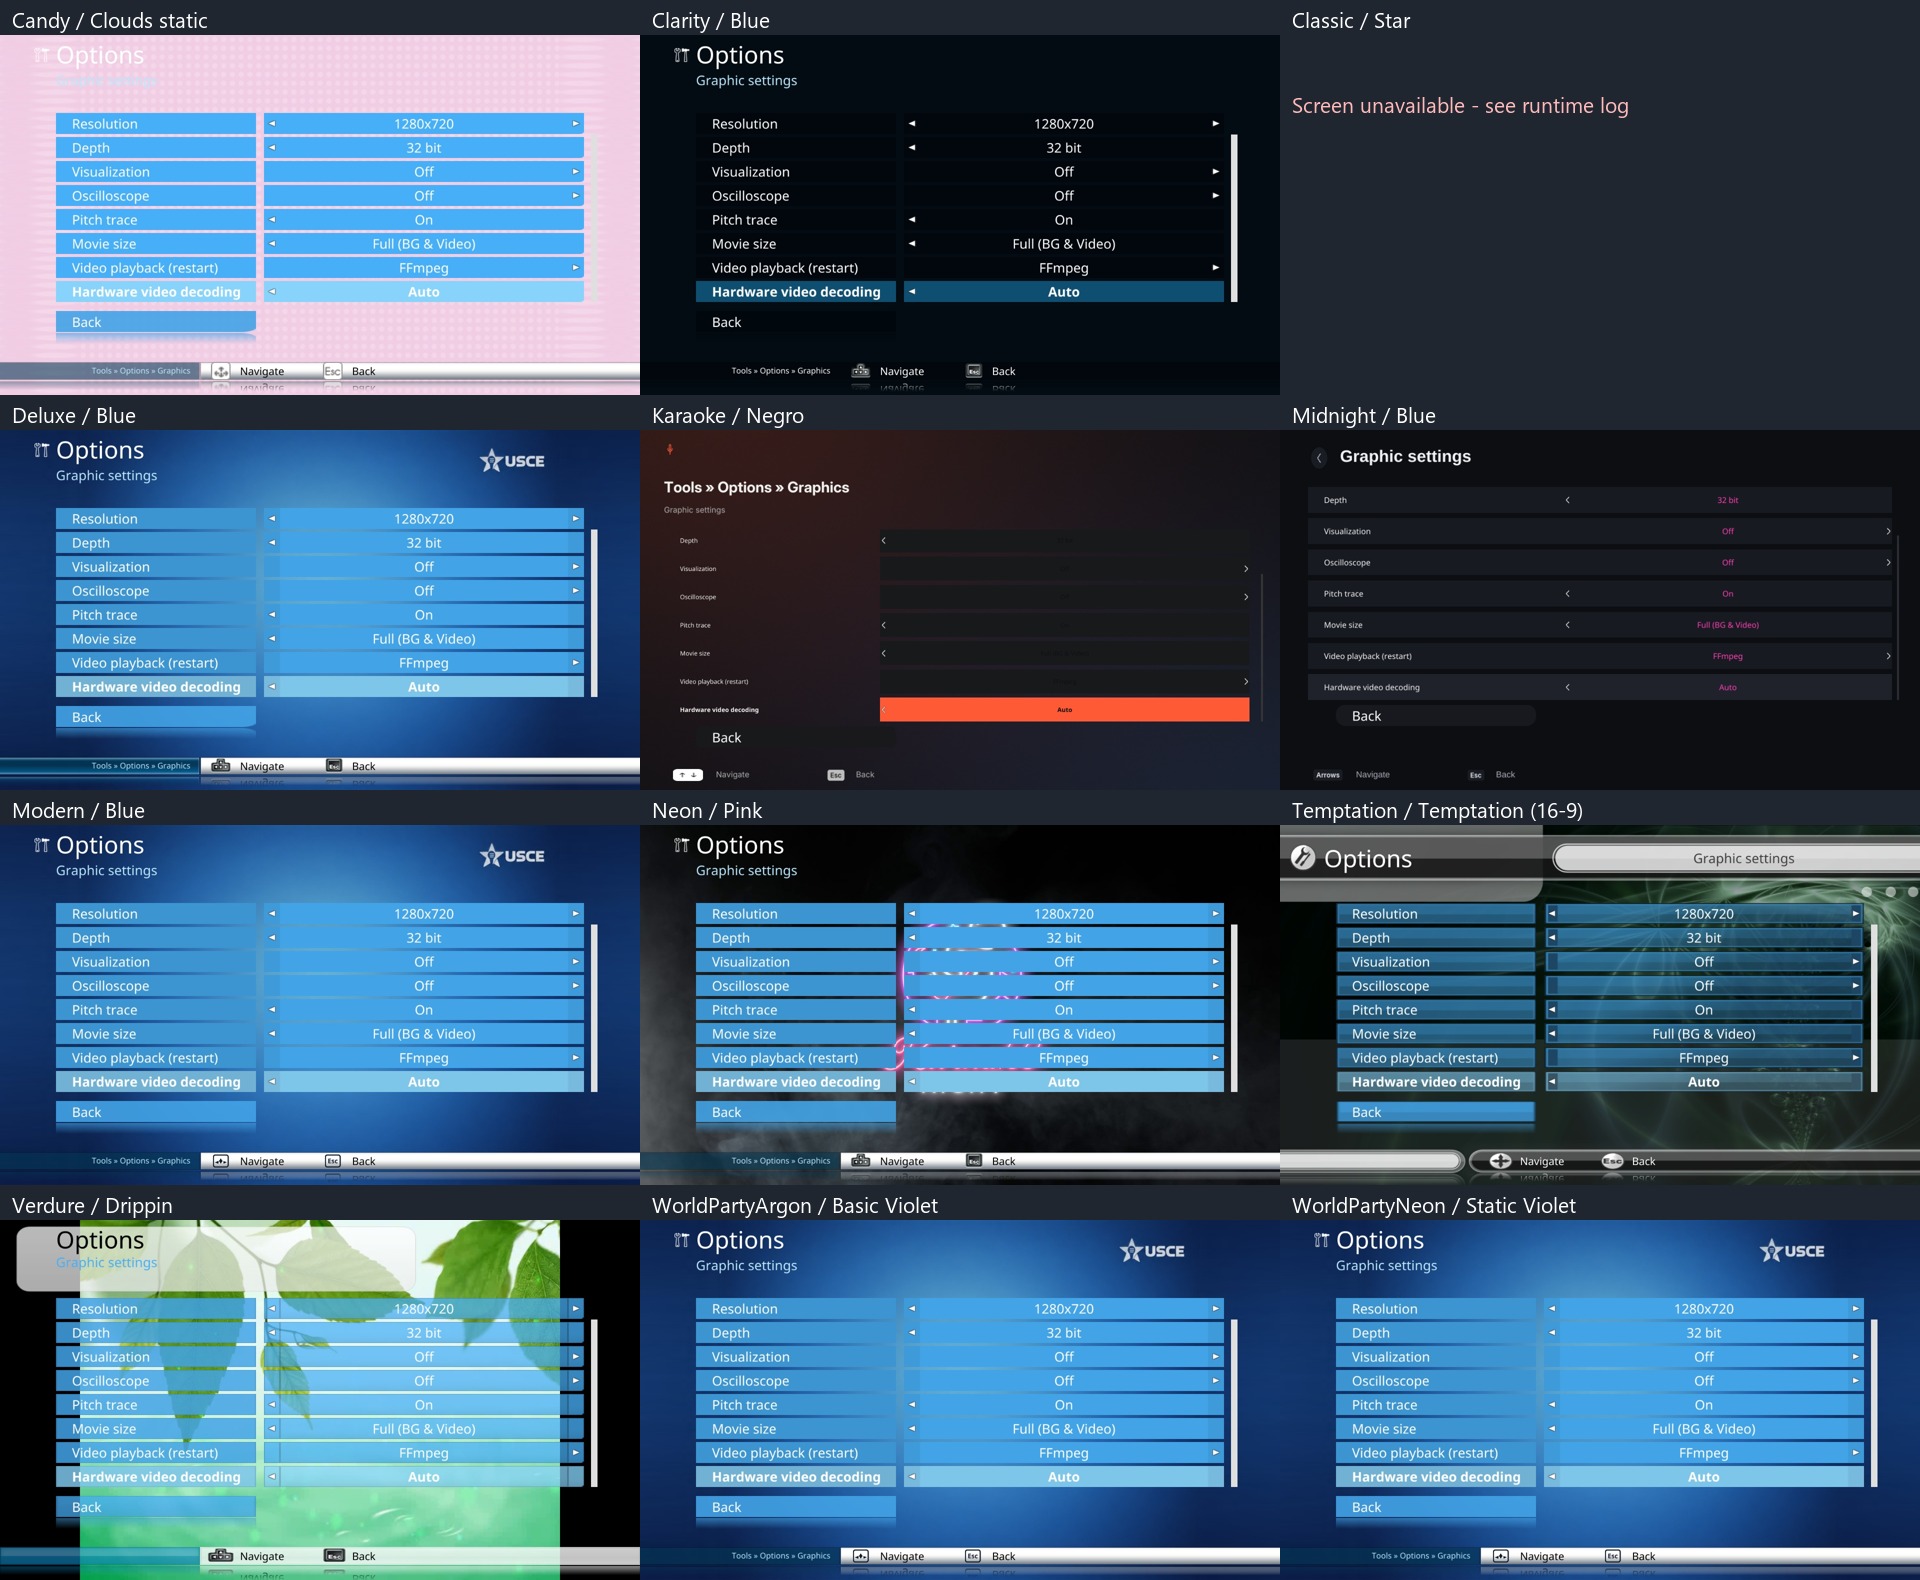 Candy / Clouds static
Options
Graphic settings
Resolution 1280x720
Depth 32 bit
Visualization Off
Oscilloscope Off
Pitch trace On
Movie size Full (BG & Video)
Video playback (restart) FFmpeg
Hardware video decoding Auto
Back
Tools » Options » Graphics Navigate Esc Back
Clarity / Blue
Options
Graphic settings
Resolution 1280x720
Depth 32 bit
Visualization Off
Oscilloscope Off
Pitch trace On
Movie size Full (BG & Video)
Video playback (restart) FFmpeg
Hardware video decoding Auto
Back
Tools » Options » Graphics Navigate Esc Back
Classic / Star
Screen unavailable - see runtime log
Deluxe / Blue
Options
USCE
Graphic settings
Resolution 1280x720
Depth 32 bit
Visualization Off
Oscilloscope Off
Pitch trace On
Movie size Full (BG & Video)
Video playback (restart) FFmpeg
Hardware video decoding Auto
Back
Tools » Options » Graphics Navigate Esc Back
Karaoke / Negro
Tools » Options » Graphics
Graphic settings
Depth
Visualization
Oscilloscope
Pitch trace
Movie size Full (BG & Video)
Video playback (restart)
Hardware video decoding Auto
Back
Navigate Esc Back
Midnight / Blue
Graphic settings
Depth 32 bit
Visualization Off
Oscilloscope Off
Pitch trace On
Movie size Full (BG & Video)
Video playback (restart) FFmpeg
Hardware video decoding Auto
Back
Arrows Navigate Esc Back
Modern / Blue
Options
USCE
Graphic settings
Resolution 1280x720
Depth 32 bit
Visualization Off
Oscilloscope Off
Pitch trace On
Movie size Full (BG & Video)
Video playback (restart) FFmpeg
Hardware video decoding Auto
Back
Tools » Options » Graphics Navigate Esc Back
Neon / Pink
Options
Graphic settings
Resolution 1280x720
Depth 32 bit
Visualization Off
Oscilloscope Off
Pitch trace On
Movie size Full (BG & Video)
Video playback (restart) FFmpeg
Hardware video decoding Auto
Back
Tools » Options » Graphics Navigate Esc Back
Temptation / Temptation (16-9)
Options
Graphic settings
Resolution 1280x720
Depth 32 bit
Visualization Off
Oscilloscope Off
Pitch trace On
Movie size Full (BG & Video)
Video playback (restart) FFmpeg
Hardware video decoding Auto
Back
Navigate Esc Back
Verdure / Drippin
Options
Graphic settings
Resolution 1280x720
Depth 32 bit
Visualization Off
Oscilloscope Off
Pitch trace On
Movie size Full (BG & Video)
Video playback (restart) FFmpeg
Hardware video decoding Auto
Back
Navigate Esc Back
WorldPartyArgon / Basic Violet
Options
USCE
Graphic settings
Resolution 1280x720
Depth 32 bit
Visualization Off
Oscilloscope Off
Pitch trace On
Movie size Full (BG & Video)
Video playback (restart) FFmpeg
Hardware video decoding Auto
Back
Tools » Options » Graphics Navigate Esc Back
WorldPartyNeon / Static Violet
Options
USCE
Graphic settings
Resolution 1280x720
Depth 32 bit
Visualization Off
Oscilloscope Off
Pitch trace On
Movie size Full (BG & Video)
Video playback (restart) FFmpeg
Hardware video decoding Auto
Back
Tools » Options » Graphics Navigate Esc Back